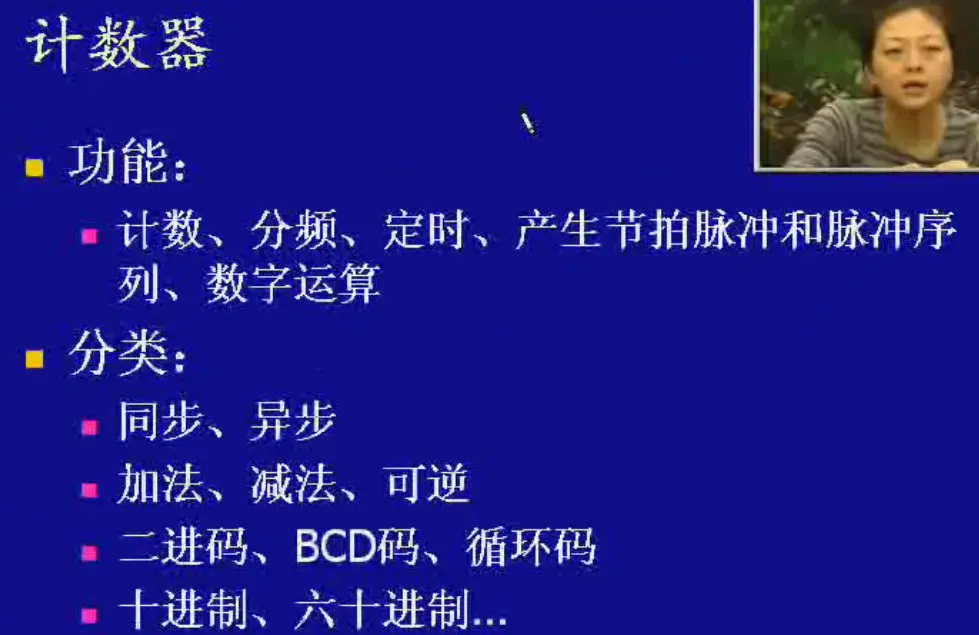 计数器
功能：
计数、分频、定时、产生节拍脉冲和脉冲序
列、数字运算
分类：
同步、异步
加法、减法、可逆
二进码、BCD码、循环码
十进制、六十进制...